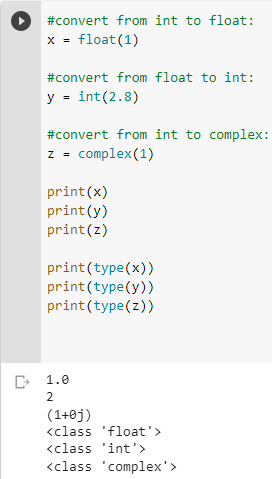 #convert from int to float:
x = float(1)
#convert from float to int:
y = int(2.8)
#convert from int to complex:
z = complex(1)
print(x)
print(y)
print(z)
print(type(x))
print(type(y))
print(type(z))
1.0
2
(1+0j)
<class 'float'>
<class 'int'>
<class 'complex'>